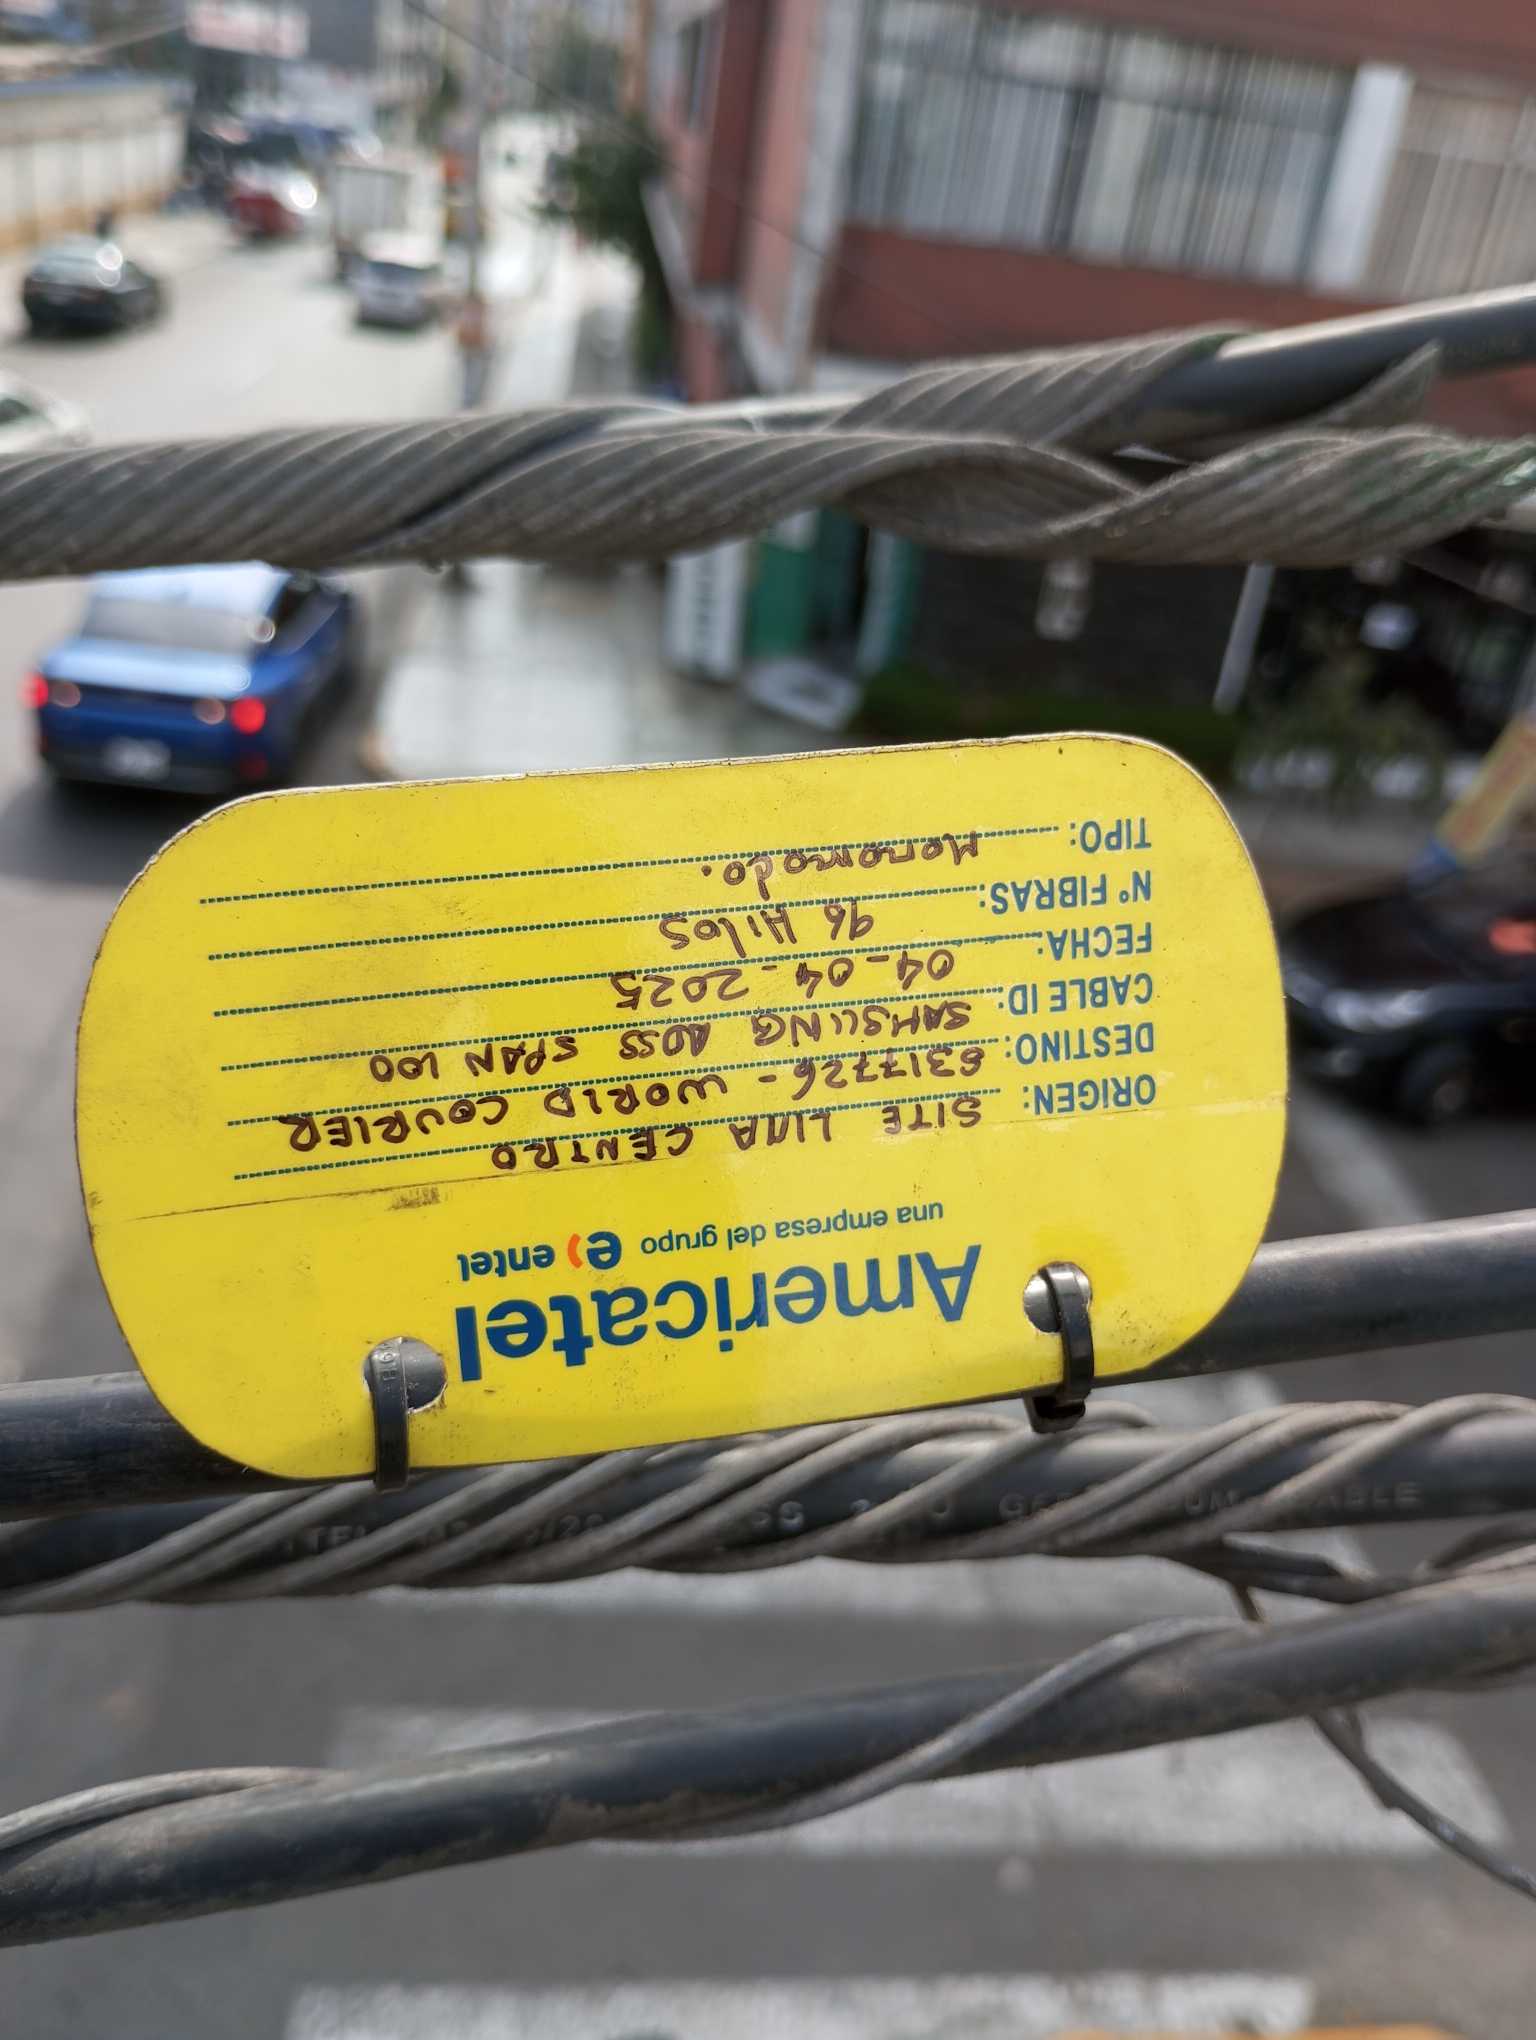 Americatel
una empresa del grupo e) entel
ORIGEN: SITE LIMA CENTRO
DESTINO: 6317726 - WORLD COURIER
CABLE ID: SAMSUNG ADSS SPAN 100
FECHA: 04-04-2025
N° FIBRAS: 96 Hilos
TIPO: Monomodo.